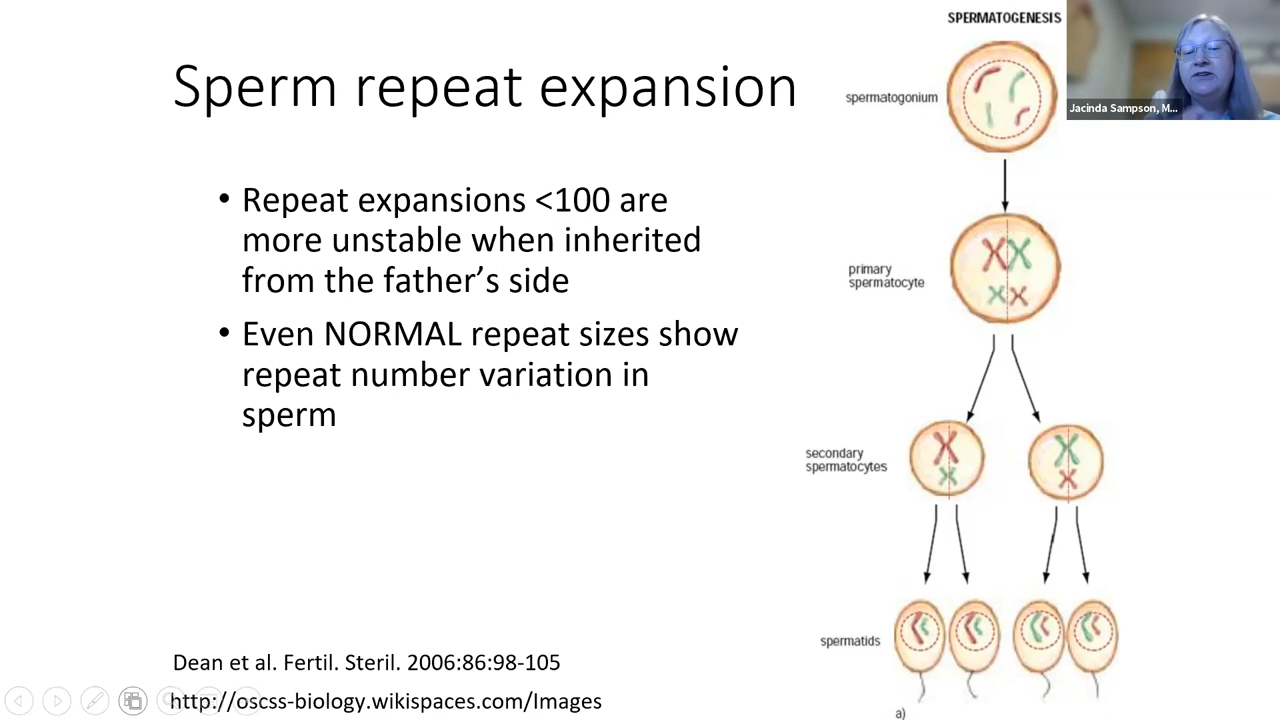 Sperm repeat expansion
• Repeat expansions <100 are
more unstable when inherited
from the father’s side
• Even NORMAL repeat sizes show
repeat number variation in
sperm
Dean et al. Fertil. Steril. 2006:86:98-105
http://oscss-biology.wikispaces.com/Images
SPERMATOGENESIS
spermatogonium
primary
spermatocyte
secondary
spermatocytes
spermatids
a)
Jacinda Sampson, M...